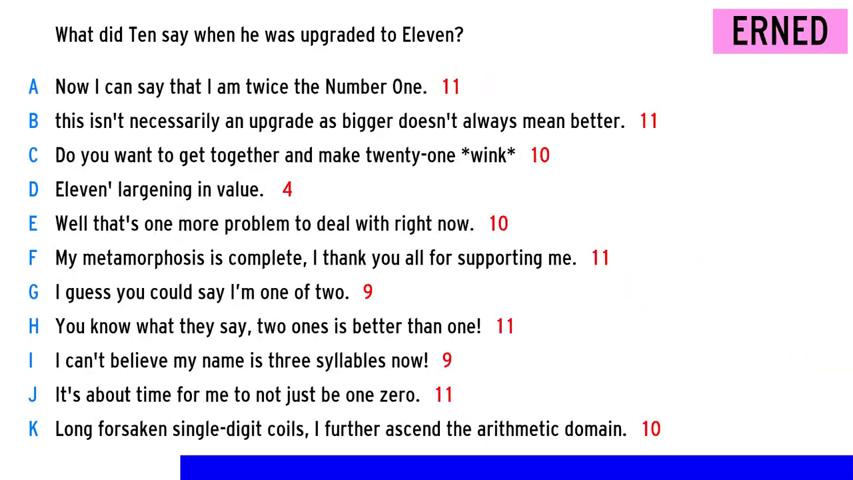 What did Ten say when he was upgraded to Eleven?
ERNED
A Now I can say that I am twice the Number One. 11
B this isn't necessarily an upgrade as bigger doesn't always mean better. 11
C Do you want to get together and make twenty-one *wink* 10
D Eleven' largening in value. 4
E Well that's one more problem to deal with right now. 10
F My metamorphosis is complete, I thank you all for supporting me. 11
G I guess you could say I'm one of two. 9
H You know what they say, two ones is better than one! 11
I I can't believe my name is three syllables now! 9
J It's about time for me to not just be one zero. 11
K Long forsaken single-digit coils, I further ascend the arithmetic domain. 10